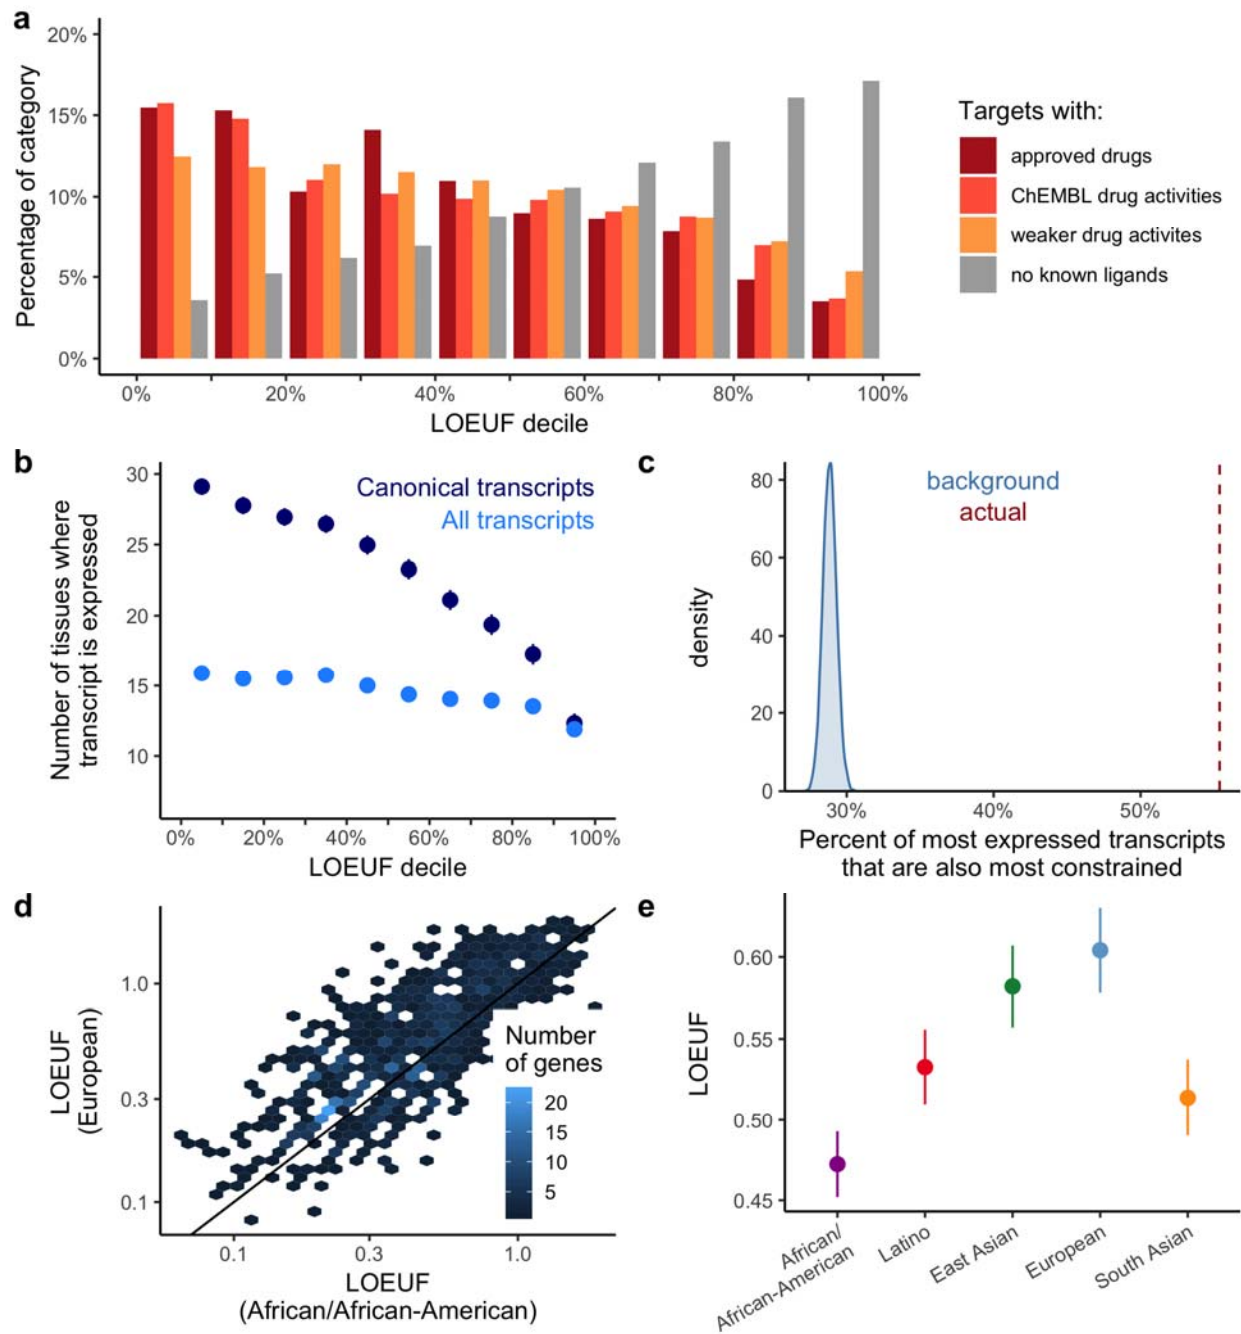 a
Percentage of category
20%
15%
10%
5%
0%
0%
20%
40%
60%
80%
100%
LOEUF decile
Targets with:
approved drugs
ChEMBL drug activities
weaker drug activites
no known ligands
b
Number of tissues where
transcript is expressed
30
25
20
15
10
Canonical transcripts
All transcripts
0%
20%
40%
60%
80%
100%
LOEUF decile
c
density
80
60
40
20
0
background
actual
30%
40%
50%
Percent of most expressed transcripts
that are also most constrained
d
LOEUF
(European)
1.0
0.3
0.1
Number
of genes
20
15
10
5
0.1
0.3
1.0
LOEUF
(African/African-American)
e
LOEUF
0.60
0.55
0.50
0.45
African/
African-American
Latino
East Asian
European
South Asian